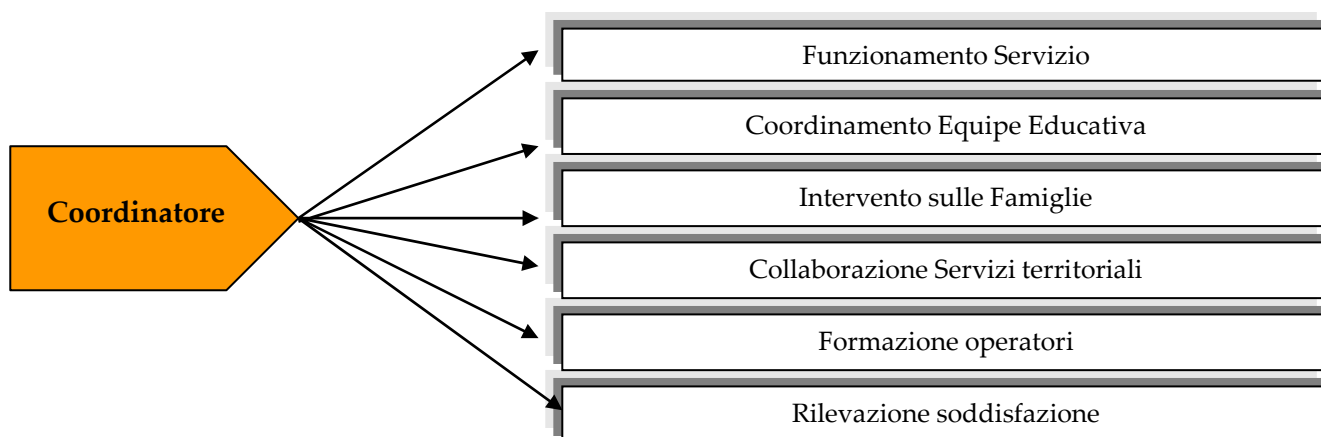 Funzionamento Servizio
Coordinamento Equipe Educativa
Coordinatore
Intervento sulle Famiglie
Collaborazione Servizi territoriali
Formazione operatori
Rilevazione soddisfazione